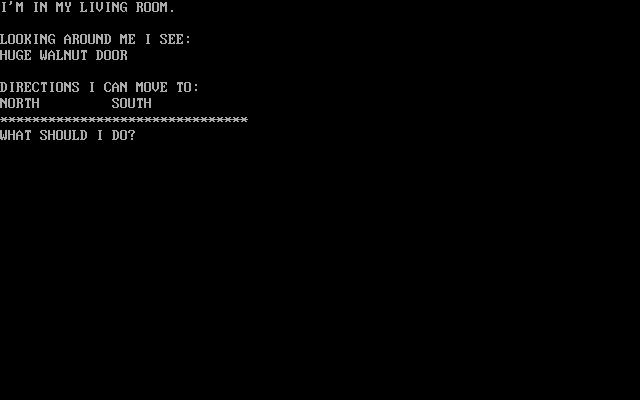 I'M IN MY LIVING ROOM.
LOOKING AROUND ME I SEE:
HUGE WALNUT DOOR
DIRECTIONS I CAN MOVE TO:
NORTH SOUTH
*******************************
WHAT SHOULD I DO?